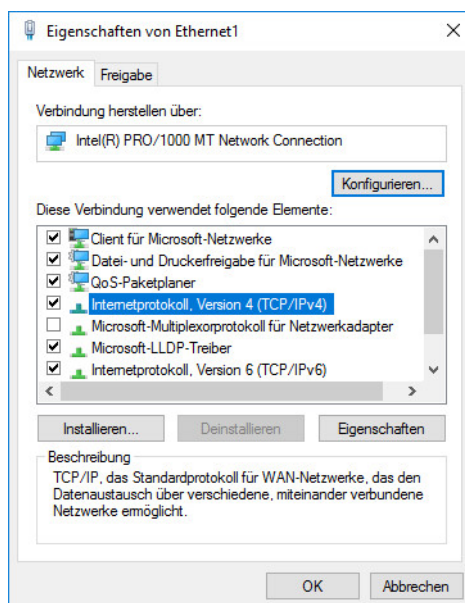 Eigenschaften von Ethernet1
Netzwerk Freigabe
Verbindung herstellen über:
Intel(R) PRO/1000 MT Network Connection
Konfigurieren...
Diese Verbindung verwendet folgende Elemente:
Client für Microsoft-Netzwerke
Datei- und Druckerfreigabe für Microsoft-Netzwerke
QoS-Paketplaner
Internetprotokoll, Version 4 (TCP/IPv4)
Microsoft-Multiplexorprotokoll für Netzwerkadapter
Microsoft-LLDP-Treiber
Internetprotokoll, Version 6 (TCP/IPv6)
Installieren... Deinstallieren Eigenschaften
Beschreibung
TCP/IP, das Standardprotokoll für WAN-Netzwerke, das den
Datenaustausch über verschiedene, miteinander verbundene
Netzwerke ermöglicht.
OK Abbrechen